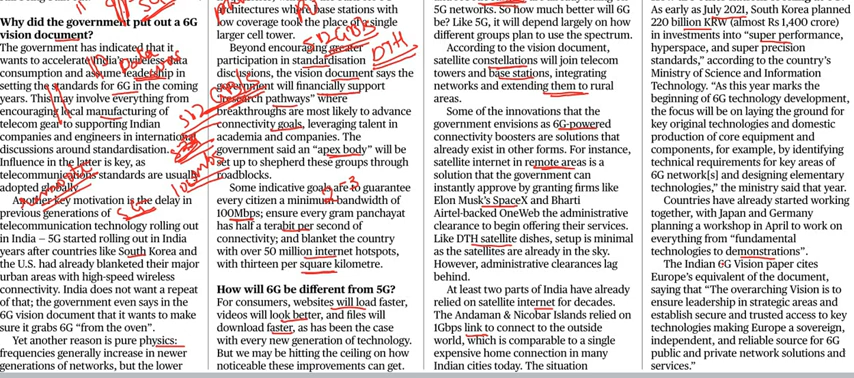 Why did the government put out a 6G
vision document?
The government has indicated that it
wants to accelerate India's wireless data
consumption and assume leadership in
setting the standards for 6G in the coming
years. This may involve everything from
encouraging local manufacturing of
telecom gear to supporting Indian
companies and engineers in international
discussions around standardisation.
Influence in the latter is key, as
telecommunications standards are usually
adopted globally.
Another key motivation is the delay in
previous generations of
telecommunication technology rolling out
in India — 5G started rolling out in India
years after countries like South Korea and
the U.S. had already blanketed their major
urban areas with high-speed wireless
connectivity. India does not want a repeat
of that; the government even says in the
6G vision document that it wants to make
sure it grabs 6G "from the oven".
Yet another reason is pure physics:
frequencies generally increase in newer
generations of networks, but the lower
architectures where base stations with
low coverage took the place of a single
larger cell tower.
Beyond encouraging greater
participation in standardisation
discussions, the vision document says the
government will financially support
"research pathways" where
breakthroughs are most likely to advance
connectivity goals, leveraging talent in
academia and companies. The
government said an "apex body" will be
set up to shepherd these groups through
roadblocks.
Some indicative goals are to guarantee
every citizen a minimum bandwidth of
100Mbps; ensure every gram panchayat
has half a terabit per second of
connectivity; and blanket the country
with over 50 million internet hotspots,
with thirteen per square kilometre.
How will 6G be different from 5G?
For consumers, websites will load faster,
videos will look better, and files will
download faster, as has been the case
with every new generation of technology.
But we may be hitting the ceiling on how
noticeable these improvements can get.
5G networks. So how much better will 6G
be? Like 5G, it will depend largely on how
different groups plan to use the spectrum.
According to the vision document,
satellite constellations will join telecom
towers and base stations, integrating
networks and extending them to rural
areas.
Some of the innovations that the
government envisions as 6G-powered
connectivity boosters are solutions that
already exist in other forms. For instance,
satellite internet in remote areas is a
solution that the government can
instantly approve by granting firms like
Elon Musk's SpaceX and Bharti
Airtel-backed OneWeb the administrative
clearance to begin offering their services.
Like DTH satellite dishes, setup is minimal
as the satellites are already in the sky.
However, administrative clearances lag
behind.
At least two parts of India have already
relied on satellite internet for decades.
The Andaman & Nicobar Islands relied on
1Gbps link to connect to the outside
world, which is comparable to a single
expensive home connection in many
Indian cities today. The situation
As early as July 2021, South Korea planned
220 billion KRW (almost Rs 1,400 crore)
in investments into "super performance,
hyperspace, and super precision
standards," according to the country's
Ministry of Science and Information
Technology. "As this year marks the
beginning of 6G technology development,
the focus will be on laying the ground for
key original technologies and domestic
production of core equipment and
components, for example, by identifying
technical requirements for key areas of
6G network[s] and designing elementary
technologies," the ministry said that year.
Countries have already started working
together, with Japan and Germany
planning a workshop in April to work on
everything from "fundamental
technologies to demonstrations".
The Indian 6G Vision paper cites
Europe's equivalent of the document,
saying that "The overarching Vision is to
ensure leadership in strategic areas and
establish secure and trusted access to key
technologies making Europe a sovereign,
independent, and reliable source for 6G
public and private network solutions and
services."
512GBPS
DTH